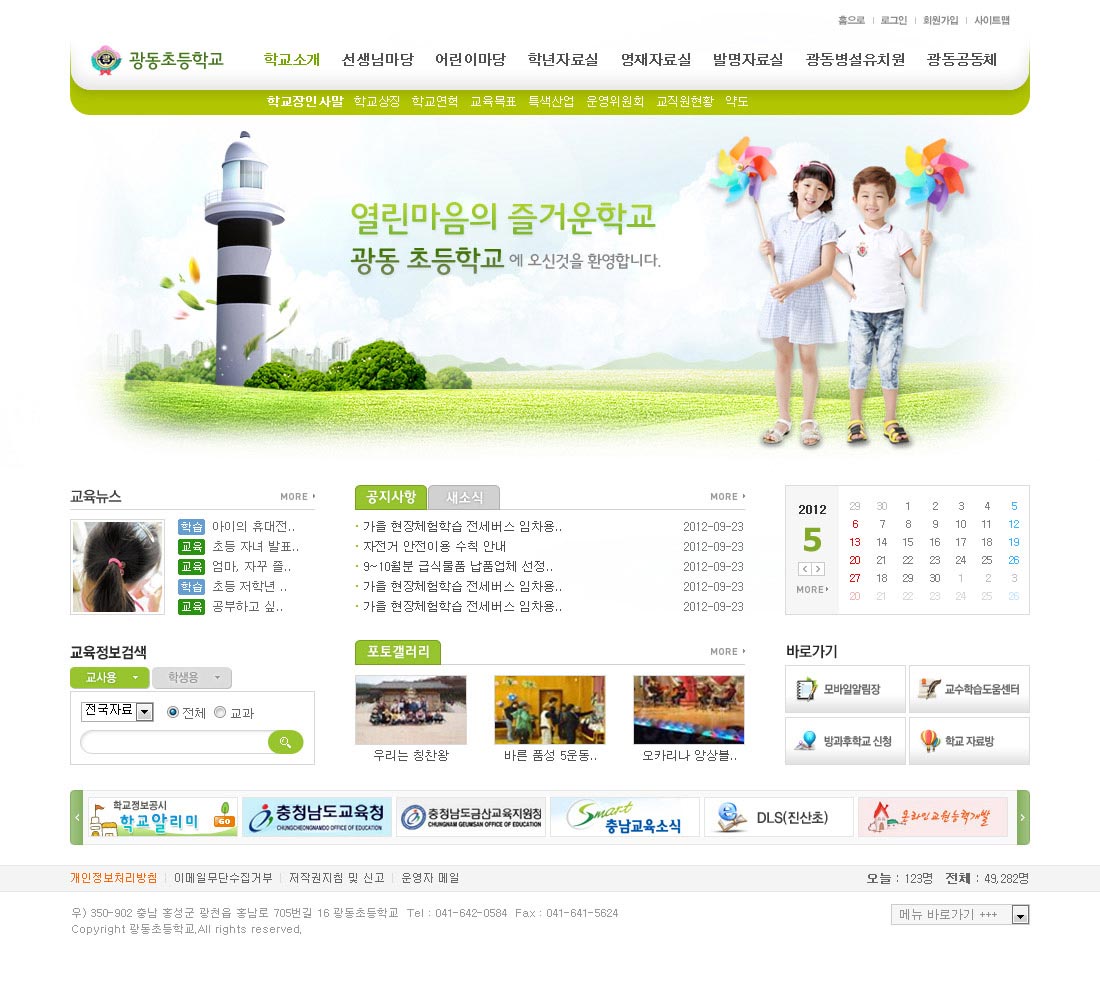 홈으로 로그인 회원가입 사이트맵
광동초등학교 학교소개 선생님마당 어린이마당 학년자료실 영재자료실 발명자료실 광동병설유치원 광동공동체
학교장인사말 학교상징 학교연혁 교육목표 특색산업 운영위원회 교직원현황 약도
열린마음의 즐거운학교
광동 초등학교 에 오신것을 환영합니다.
교육뉴스 MORE
학습 아이의 휴대전..
교육 초등 자녀 발표..
교육 엄마, 자꾸 졸..
학습 초등 저학년 ..
교육 공부하고 싶..
공지사항 새소식 MORE
가을 현장체험학습 전세버스 임차용.. 2012-09-23
자전거 안전이용 수칙 안내 2012-09-23
9~10월분 급식물품 납품업체 선정.. 2012-09-23
가을 현장체험학습 전세버스 임차용.. 2012-09-23
가을 현장체험학습 전세버스 임차용.. 2012-09-23
2012
5
MORE
29 30 1 2 3 4 5
6 7 8 9 10 11 12
13 14 15 16 17 18 19
20 21 22 23 24 25 26
27 18 29 30 1 2 3
20 21 22 23 24 25 26
교육정보검색
교사용 학생용
전국자료 전체 교과
포토갤러리 MORE
우리는 칭찬왕 바른 품성 5운동.. 오카리나 앙상블..
바로가기
모바일알림장 교수학습도움센터
방과후학교 신청 학교 자료방
학교정보공시
학교알리미 GO
충청남도교육청
CHUNGCHEONGNAMDO OFFICE OF EDUCATION
충청남도금산교육지원청
CHUNGNAM GEUMSAN OFFICE OF EDUCATION
Smart
충남교육소식
DLS(진산초)
온라인교원능력개발
개인정보처리방침 이메일무단수집거부 저작권지침 및 신고 운영자 메일 오늘 : 123명 전체 : 49,282명
우) 350-902 충남 홍성군 광천읍 홍남로 705번길 16 광동초등학교 Tel : 041-642-0584 Fax : 041-641-5624
Copyright 광동초등학교.All rights reserved.
메뉴 바로가기 +++